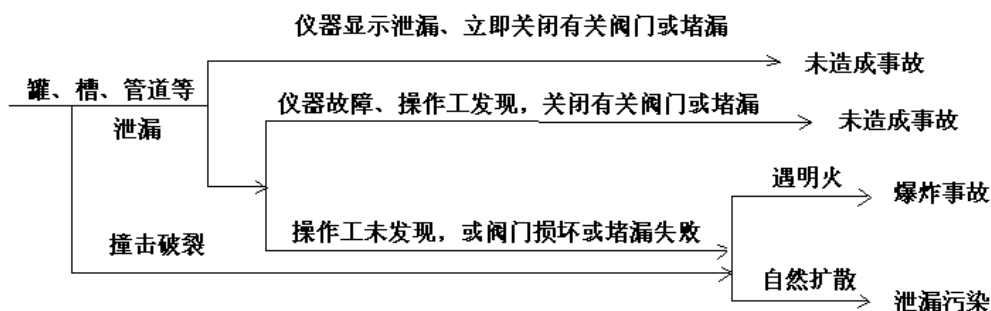 仪器显示泄漏、立即关闭有关阀门或堵漏
未造成事故
罐、槽、管道等
泄漏
仪器故障、操作工发现，关闭有关阀门或堵漏
未造成事故
遇明火
爆炸事故
操作工未发现，或阀门损坏或堵漏失败
撞击破裂
自然扩散
泄漏污染